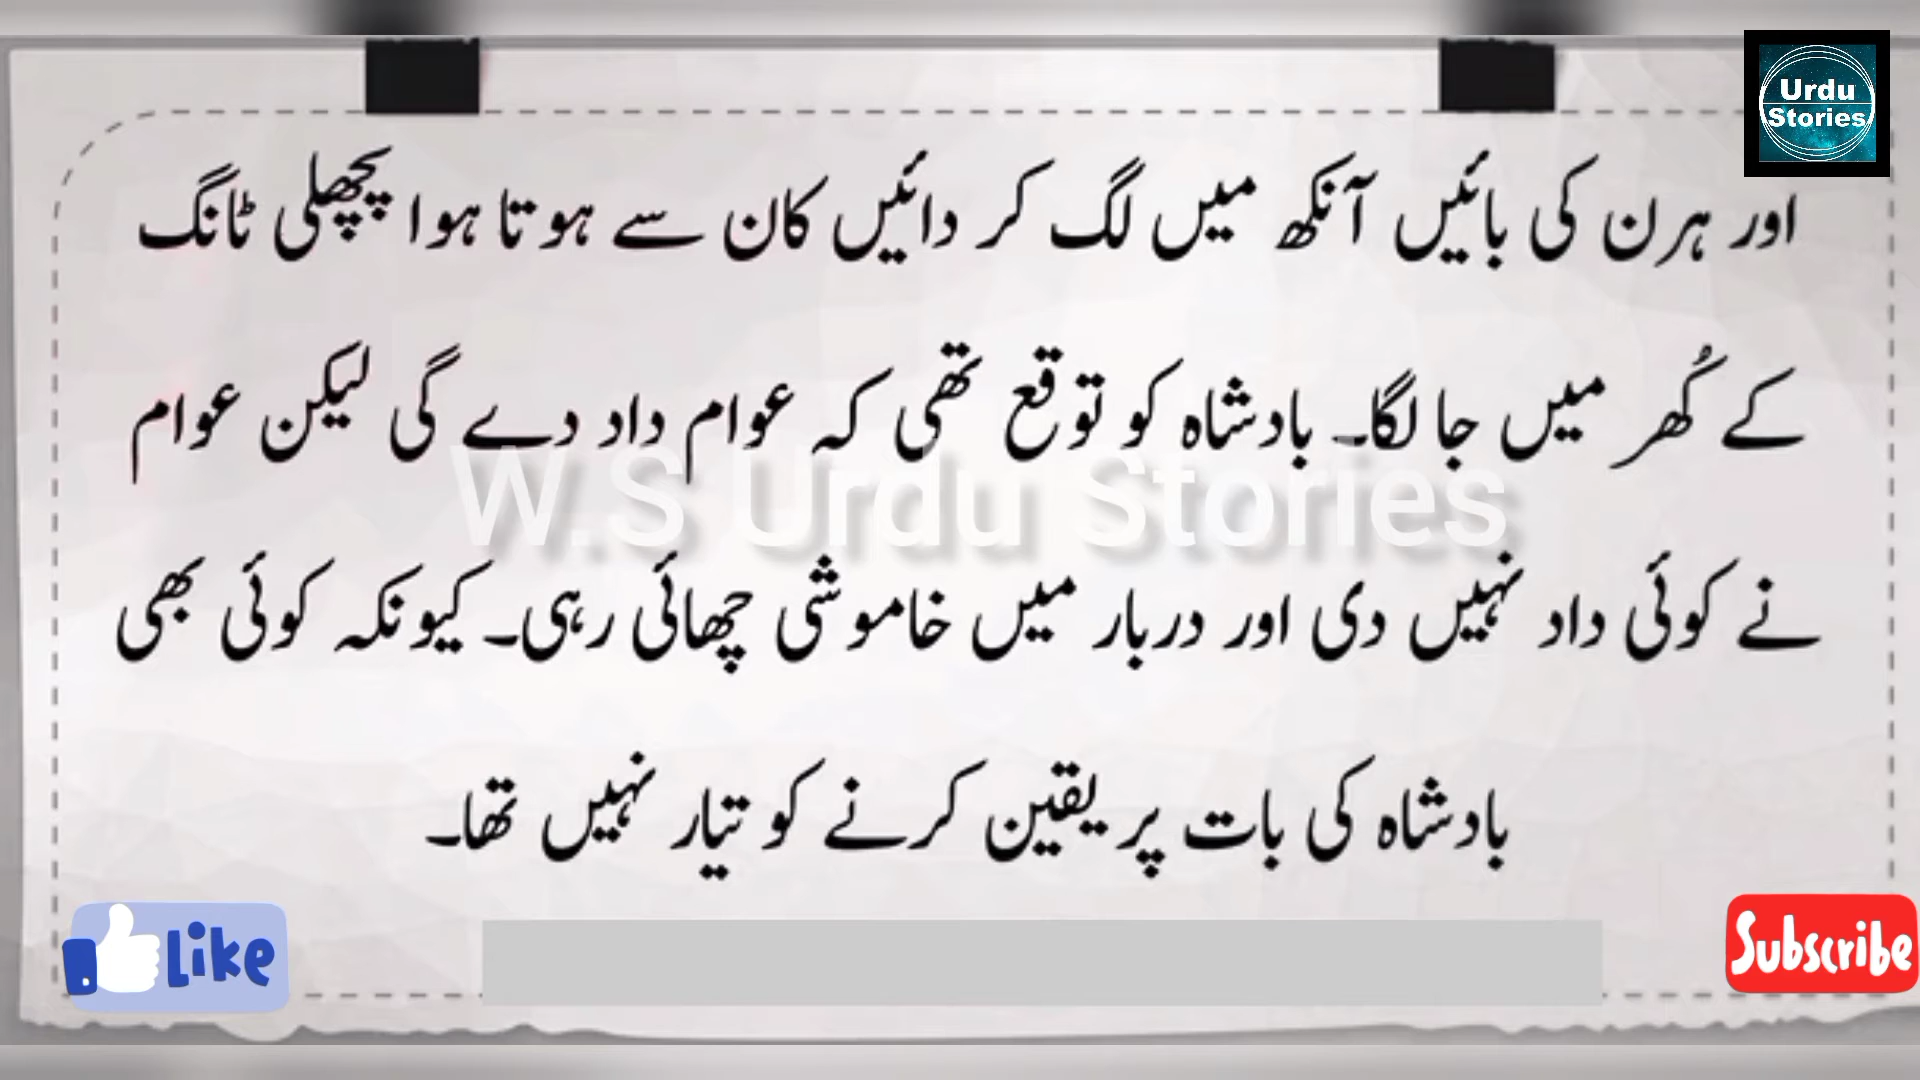 Urdu
Stories
اور ہرن کی بائیں آنکھ میں لگ کر دائیں کان سے ہوتا ہوا پچھلی ٹانگ
کے کُھر میں جا لگا۔ بادشاہ کو توقع تھی کہ عوام داد دے گی لیکن عوام
W.S Urdu Stories
نے کوئی داد نہیں دی اور دربار میں خاموشی چھائی رہی۔ کیونکہ کوئی بھی
بادشاہ کی بات پر یقین کرنے کو تیار نہیں تھا۔
Like
Subscribe